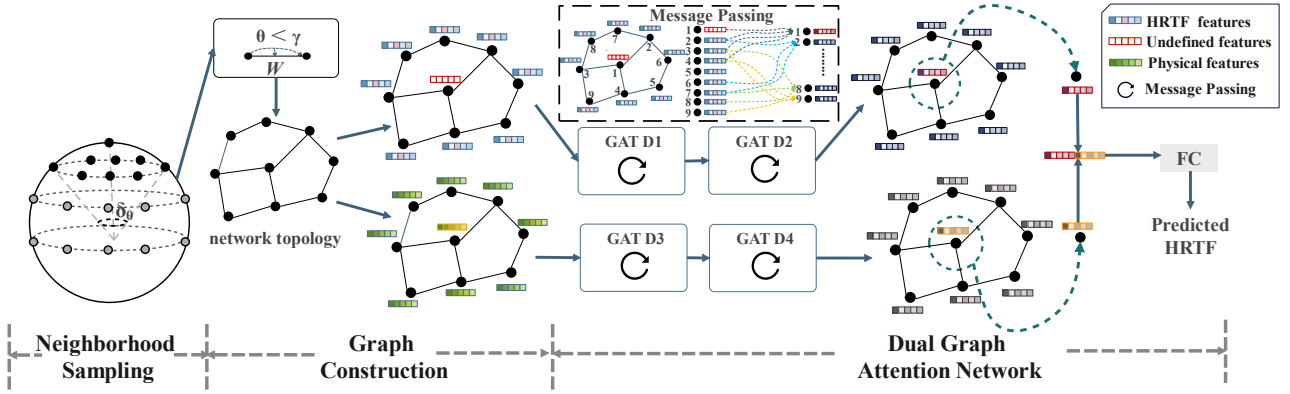 θ < γ
W
δθ
network topology
Message Passing
1
2
3
4
5
6
7
8
9
1
2
3
4
5
6
7
8
9
1
2
8
9
GAT D1
GAT D2
GAT D3
GAT D4
HRTF features
Undefined features
Physical features
Message Passing
FC
Predicted
HRTF
Neighborhood
Sampling
Graph
Construction
Dual Graph
Attention Network